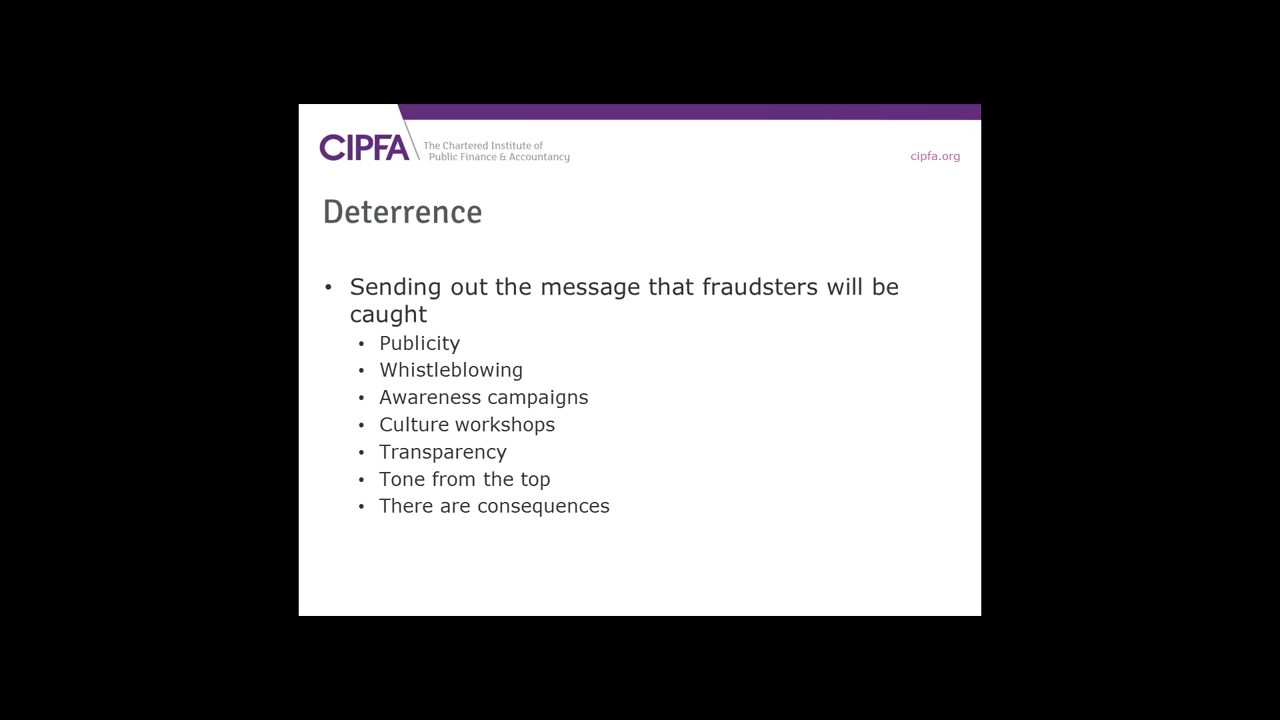 CIPFA
The Chartered Institute of
Public Finance & Accountancy
cipfa.org
Deterrence
• Sending out the message that fraudsters will be
caught
• Publicity
• Whistleblowing
• Awareness campaigns
• Culture workshops
• Transparency
• Tone from the top
• There are consequences